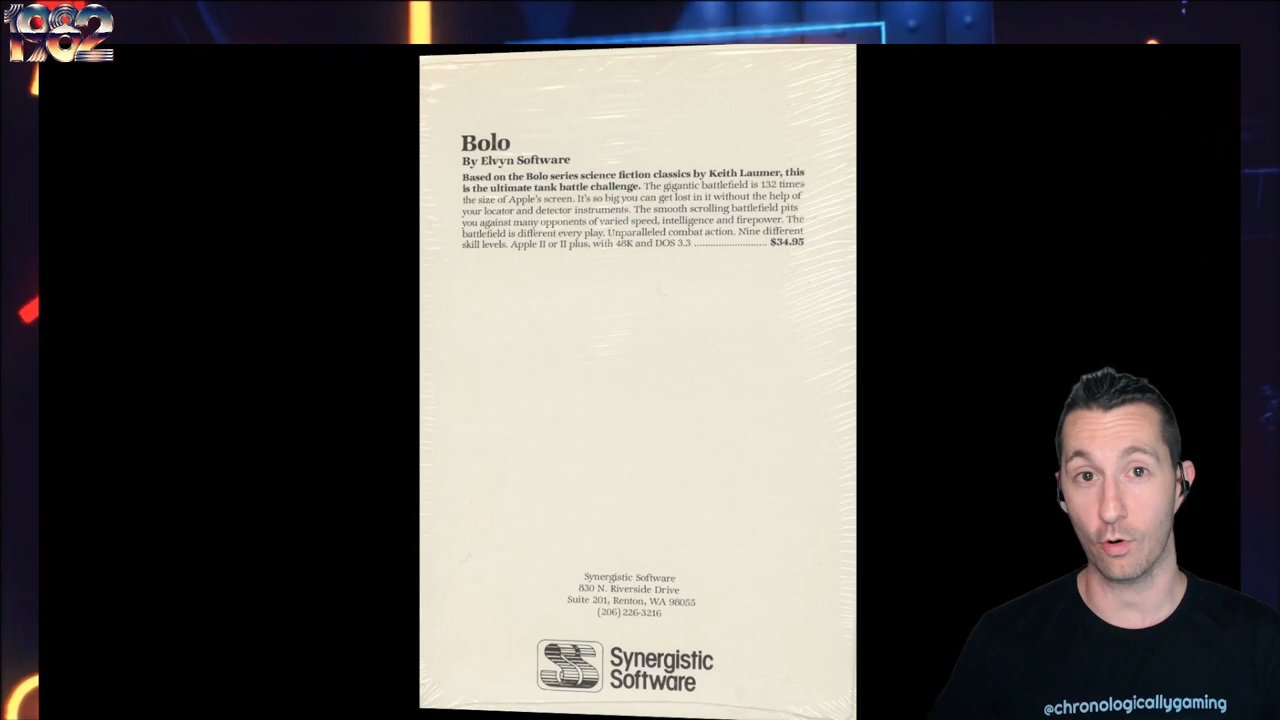 1982
Bolo
By Elvyn Software
Based on the Bolo series science fiction classics by Keith Laumer, this
is the ultimate tank battle challenge. The gigantic battlefield is 132 times
the size of Apple's screen. It's so big you can get lost in it without the help of
your locator and detector instruments. The smooth scrolling battlefield pits
you against many opponents of varied speed, intelligence and firepower. The
battlefield is different every play. Unparalleled combat action. Nine different
skill levels. Apple II or II plus, with 48K and DOS 3.3 ........................... $34.95
Synergistic Software
830 N. Riverside Drive
Suite 201, Renton, WA 98055
(206) 226-3216
SS
Synergistic
Software
@chronologicallygaming